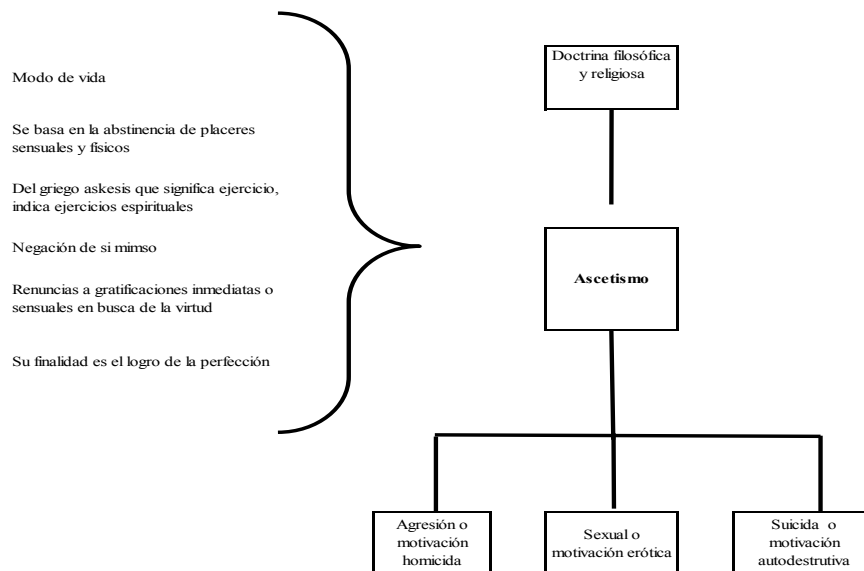 Modo de vida
Se basa en la abstinencia de placeres
sensuales y fisicos
Del griego askesis que significa ejercicio,
indica ejercicios espirituales
Negación de si mimso
Renuncias a gratificaciones inmediatas o
sensuales en busca de la virtud
Su finalidad es el logro de la perfección
Doctrina filosófica
y religiosa
Ascetismo
Agresión o
motivación
homicida
Sexual o
motivación erótica
Suicida o
motivación
autodestrutiva